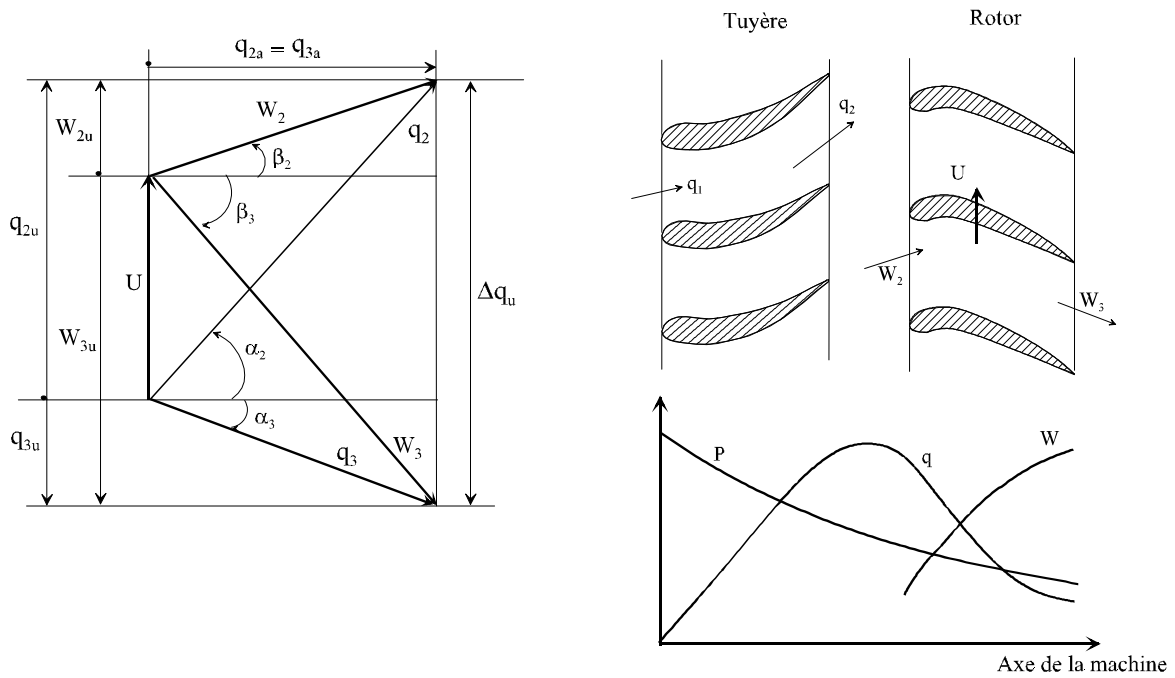 q2a = q3a
W2
q2
W2u
β2
β3
q2u
U
Δqu
W3u
α2
α3
q3u
W3
q3
Tuyère
Rotor
q2
q1
U
W2
W3
P
q
W
Axe de la machine